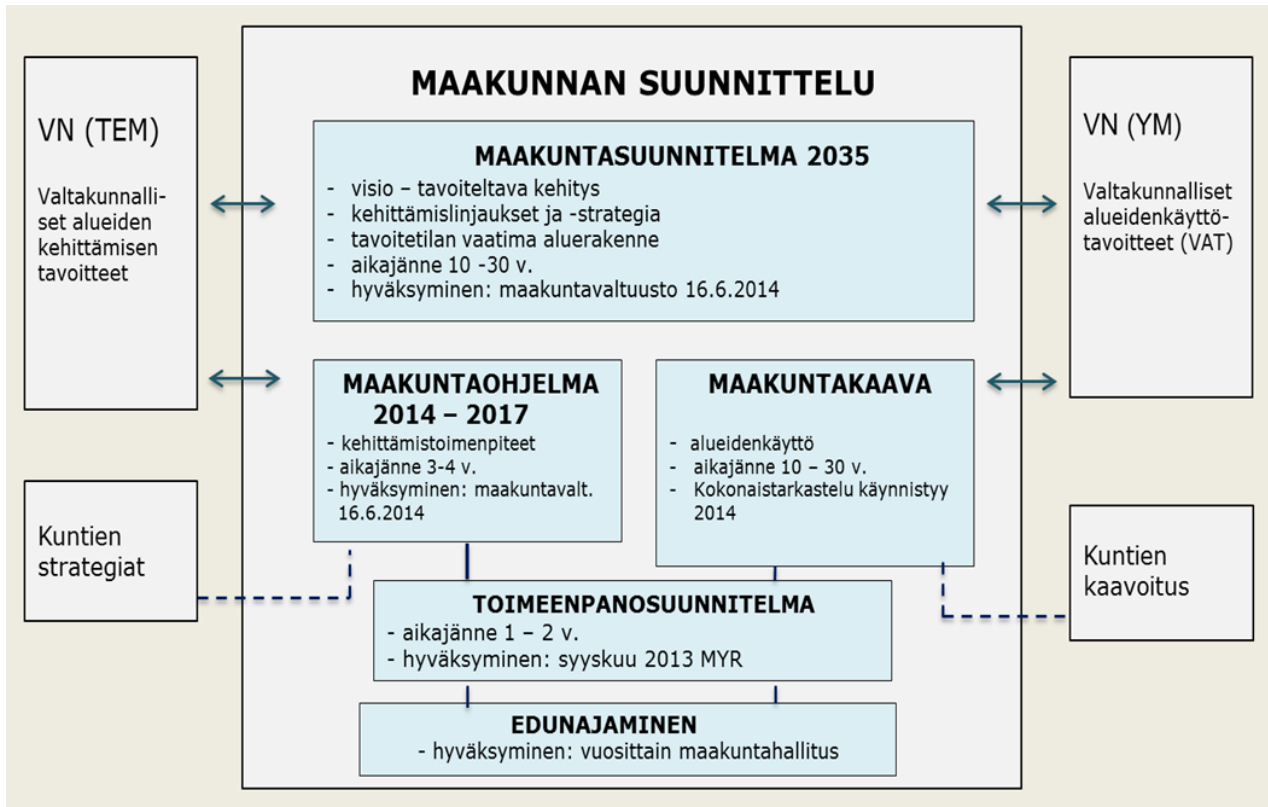 MAAKUNNAN SUUNNITTELU
VN (TEM)
Valtakunnalli-
set alueiden
kehittämisen
tavoitteet
MAAKUNTASUUNNITELMA 2035
- visio – tavoiteltava kehitys
- kehittämislinjaukset ja -strategia
- tavoitetilan vaatima aluerakenne
- aikajänne 10 -30 v.
- hyväksyminen: maakuntavaltuusto 16.6.2014
VN (YM)
Valtakunnalliset
alueidenkäyttö-
tavoitteet (VAT)
MAAKUNTAOHJELMA
2014 – 2017
- kehittämistoimenpiteet
- aikajänne 3-4 v.
- hyväksyminen: maakuntavalt.
16.6.2014
MAAKUNTAKAAVA
- alueidenkäyttö
- aikajänne 10 – 30 v.
- Kokonaistarkastelu käynnistyy
2014
Kuntien
strategiat
Kuntien
kaavoitus
TOIMEENPANOSUUNNITELMA
- aikajänne 1 – 2 v.
- hyväksyminen: syyskuu 2013 MYR
EDUNAJAMINEN
- hyväksyminen: vuosittain maakuntahallitus